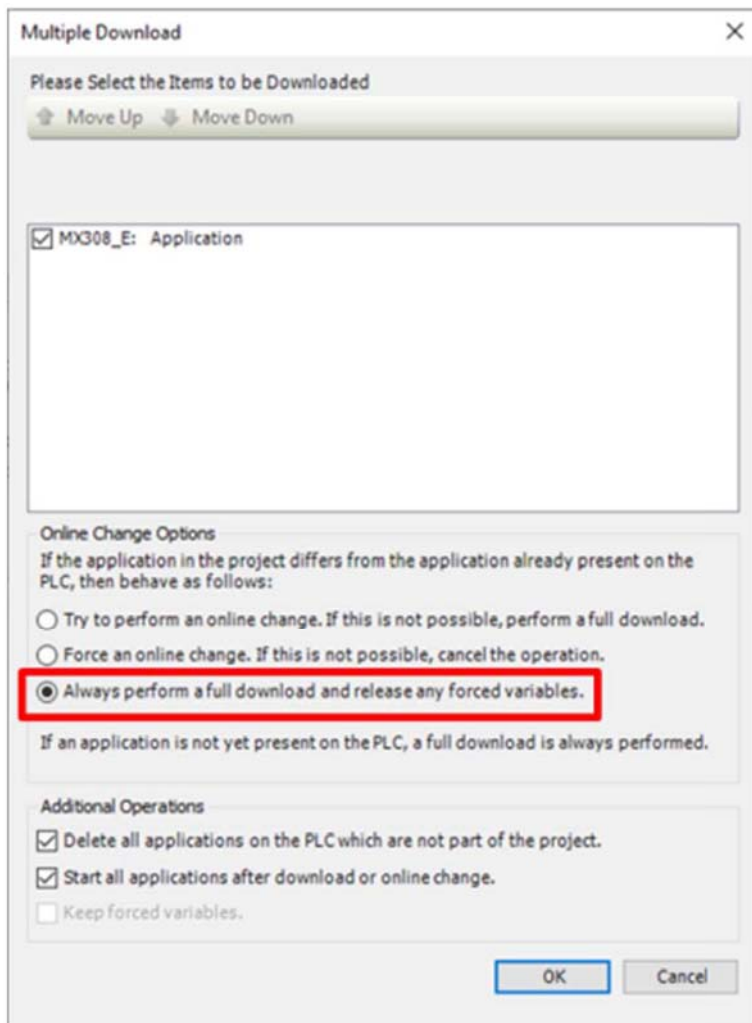 Multiple Download
Please Select the Items to be Downloaded
Move Up Move Down
MX308_E: Application
Online Change Options
If the application in the project differs from the application already present on the
PLC, then behave as follows:
Try to perform an online change. If this is not possible, perform a full download.
Force an online change. If this is not possible, cancel the operation.
Always perform a full download and release any forced variables.
If an application is not yet present on the PLC, a full download is always performed.
Additional Operations
Delete all applications on the PLC which are not part of the project.
Start all applications after download or online change.
Keep forced variables.
OK Cancel